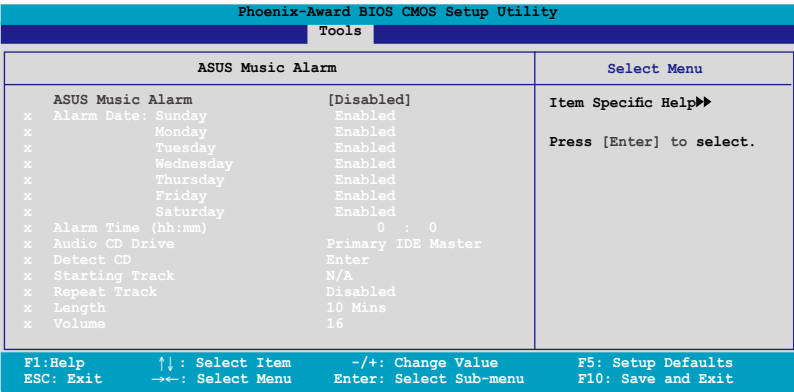 Phoenix-Award BIOS CMOS Setup Utility
Tools
ASUS Music Alarm
Select Menu
ASUS Music Alarm [Disabled]
x Alarm Date: Sunday Enabled
x Monday Enabled
x Tuesday Enabled
x Wednesday Enabled
x Thursday Enabled
x Friday Enabled
x Saturday Enabled
x Alarm Time (hh:mm) 0 : 0
x Audio CD Drive Primary IDE Master
x Detect CD Enter
x Starting Track N/A
x Repeat Track Disabled
x Length 10 Mins
x Volume 16
Item Specific Help▶▶
Press [Enter] to select.
F1:Help ↑↓: Select Item -/+: Change Value F5: Setup Defaults
ESC: Exit →←: Select Menu Enter: Select Sub-menu F10: Save and Exit